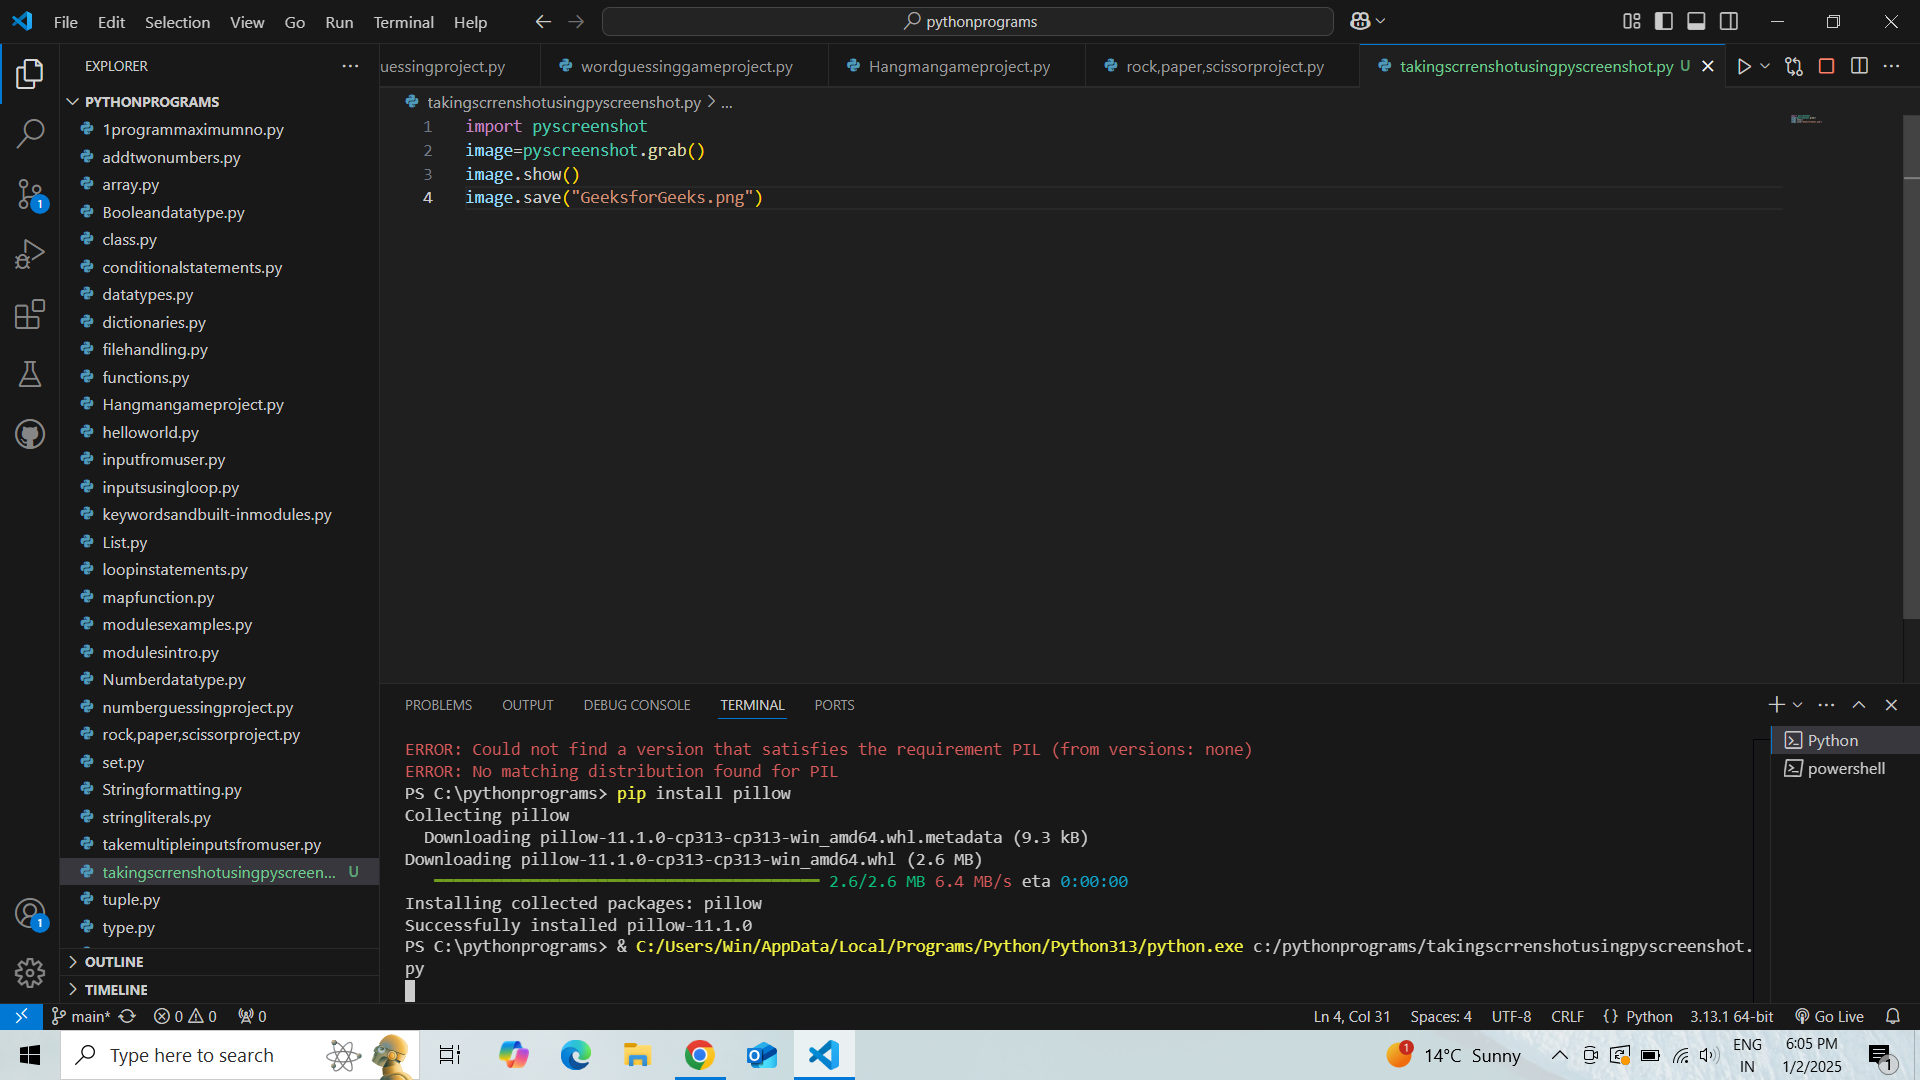 File Edit Selection View Go Run Terminal Help
pythonprograms
EXPLORER
uessingproject.py
wordguessinggameproject.py
Hangmangameproject.py
rock,paper,scissorproject.py
takingscrrenshotusingpyscreenshot.py U
PYTHONPROGRAMS
1programmaximumno.py
addtwonumbers.py
array.py
Booleandatatype.py
class.py
conditionalstatements.py
datatypes.py
dictionaries.py
filehandling.py
functions.py
Hangmangameproject.py
helloworld.py
inputfromuser.py
inputsusingloop.py
keywordsandbuilt-inmodules.py
List.py
loopinstatements.py
mapfunction.py
modulesexamples.py
modulesintro.py
Numberdatatype.py
numberguessingproject.py
rock,paper,scissorproject.py
set.py
Stringformatting.py
stringliterals.py
takemultipleinputsfromuser.py
takingscrrenshotusingpyscreen... U
tuple.py
type.py
OUTLINE
TIMELINE
1
1
takingscrrenshotusingpyscreenshot.py > ...
1 import pyscreenshot
2 image=pyscreenshot.grab()
3 image.show()
4 image.save("GeeksforGeeks.png")
PROBLEMS OUTPUT DEBUG CONSOLE TERMINAL PORTS
Python
powershell
ERROR: Could not find a version that satisfies the requirement PIL (from versions: none)
ERROR: No matching distribution found for PIL
PS C:\pythonprograms> pip install pillow
Collecting pillow
Downloading pillow-11.1.0-cp313-cp313-win_amd64.whl.metadata (9.3 kB)
Downloading pillow-11.1.0-cp313-cp313-win_amd64.whl (2.6 MB)
2.6/2.6 MB 6.4 MB/s eta 0:00:00
Installing collected packages: pillow
Successfully installed pillow-11.1.0
PS C:\pythonprograms> & C:/Users/Win/AppData/Local/Programs/Python/Python313/python.exe c:/pythonprograms/takingscrrenshotusingpyscreenshot.
py
main* 0 0 0
Ln 4, Col 31 Spaces: 4 UTF-8 CRLF {} Python 3.13.1 64-bit Go Live
Type here to search
1
14°C Sunny
ENG
IN
6:05 PM
1/2/2025
1